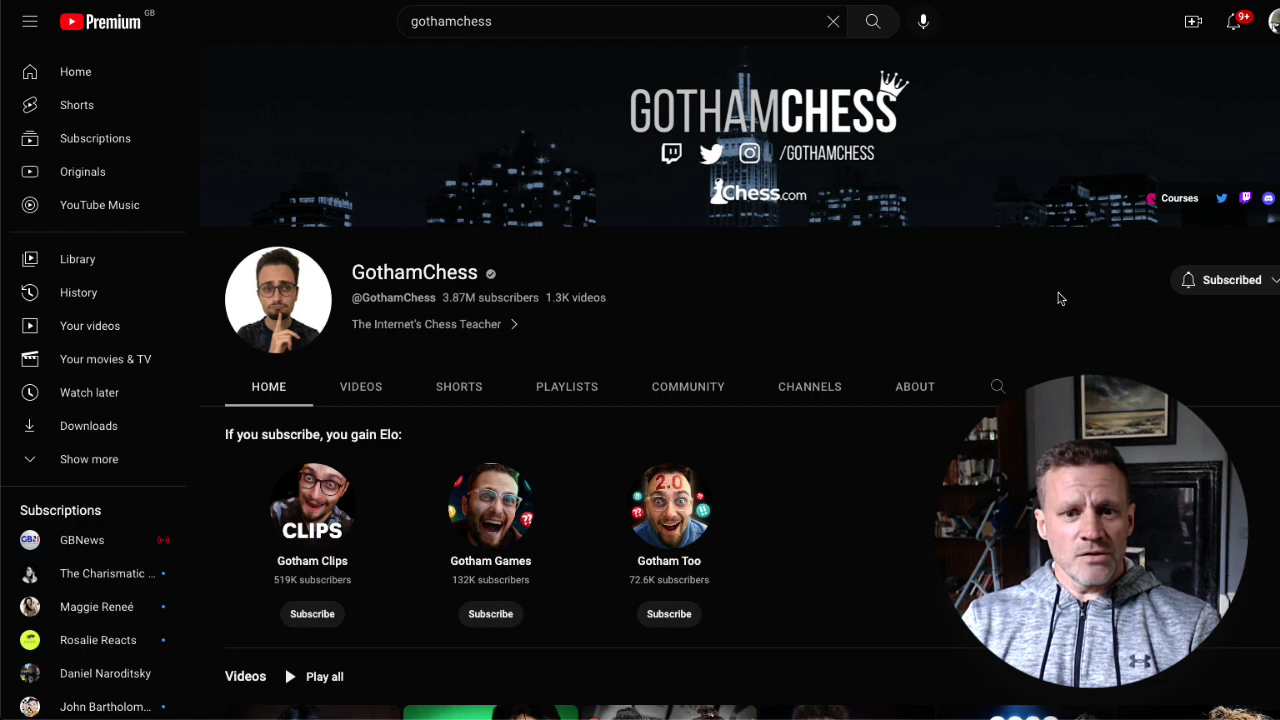 Premium GB
gothamchess
9+
Home
Shorts
Subscriptions
Originals
YouTube Music
Library
History
Your videos
Your movies & TV
Watch later
Downloads
Show more
Subscriptions
GBN
GBNews
The Charismatic ...
Maggie Reneé
Rosalie Reacts
Daniel Naroditsky
John Bartholom...
GOTHAMCHESS
/GOTHAMCHESS
Chess.com
Courses
GothamChess
@GothamChess 3.87M subscribers 1.3K videos
The Internet's Chess Teacher
Subscribed
HOME VIDEOS SHORTS PLAYLISTS COMMUNITY CHANNELS ABOUT
If you subscribe, you gain Elo:
CLIPS
??
2.0
??
!!
Gotham Clips Gotham Games Gotham Too
519K subscribers 132K subscribers 72.6K subscribers
Subscribe Subscribe Subscribe
Videos Play all